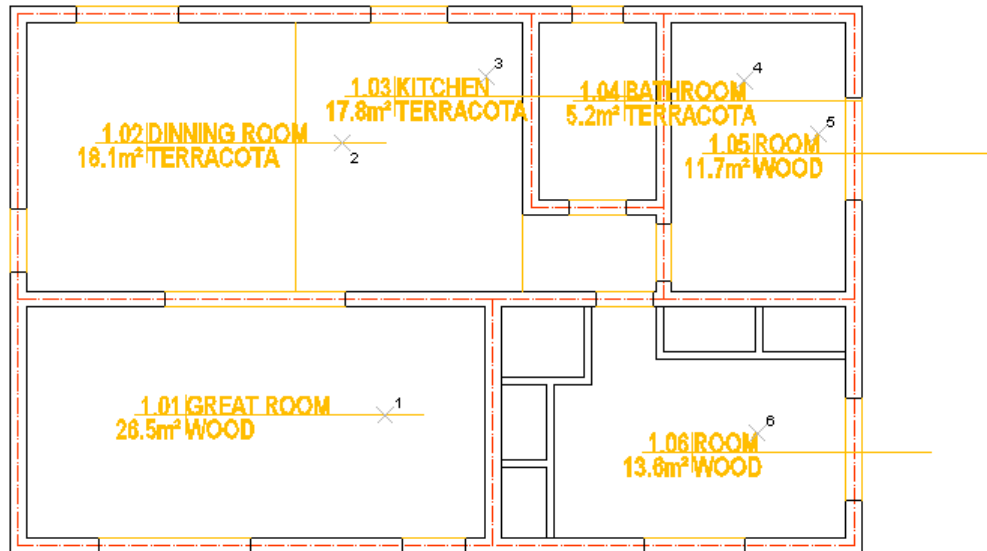 3
1.03 KITCHEN
17.8m² TERRACOTA
4
1.04 BATHROOM
5.2m² TERRACOTA
1.02 DINNING ROOM
18.1m² TERRACOTA
2
5
1.05 ROOM
11.7m² WOOD
1
1.01 GREAT ROOM
26.5m² WOOD
6
1.06 ROOM
13.6m² WOOD